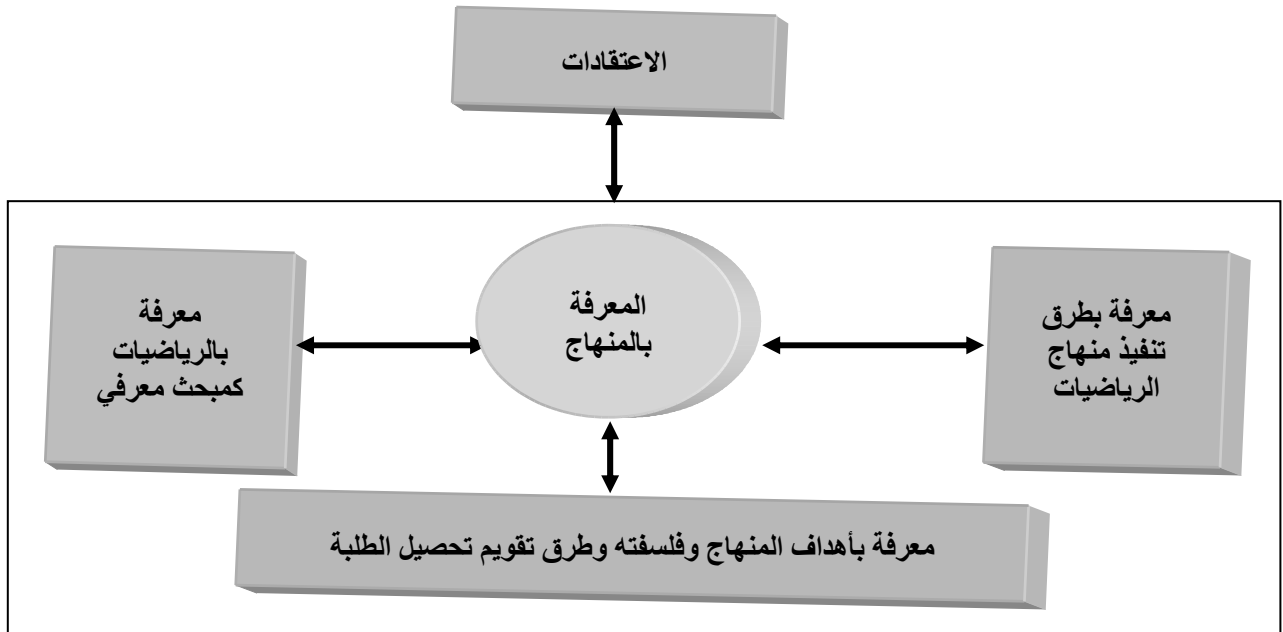 الاعتقادات
معرفة بطرق
تنفيذ منهاج
الرياضيات
المعرفة
بالمنهاج
معرفة
بالرياضيات
كمبحث معرفي
معرفة بأهداف المنهاج وفلسفته وطرق تقويم تحصيل الطلبة